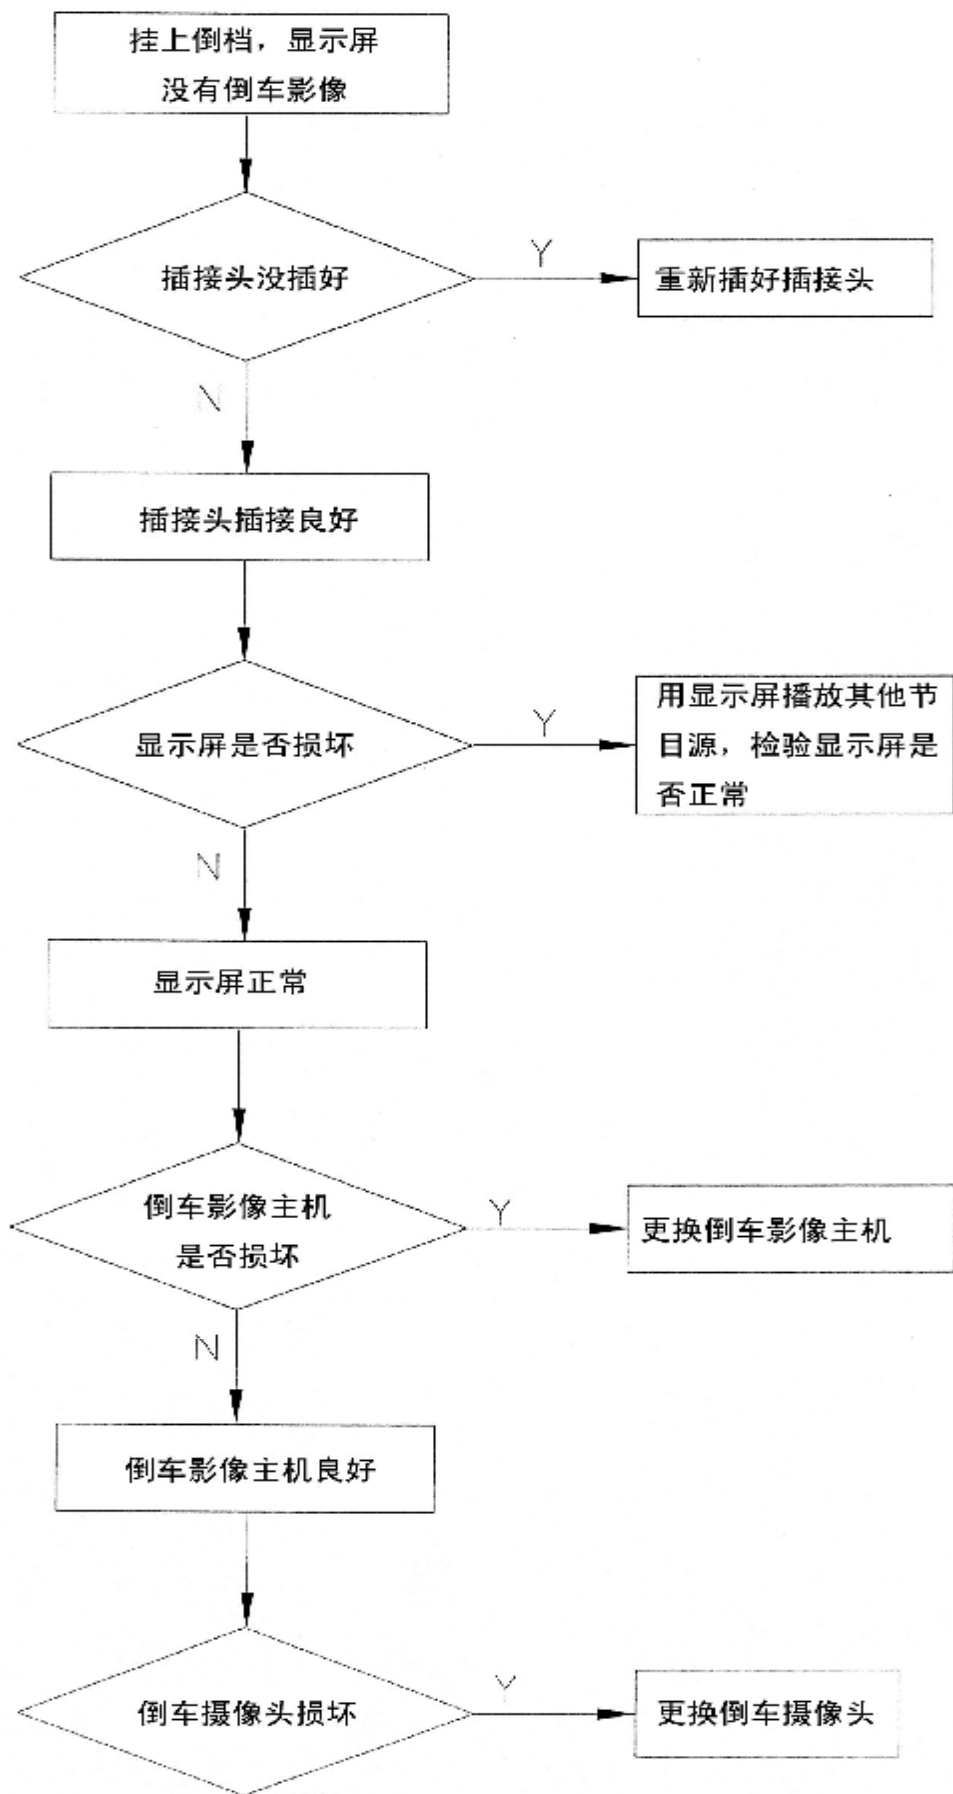 挂上倒档，显示屏
没有倒车影像
插接头没插好
Y
重新插好插接头
N
插接头插接良好
显示屏是否损坏
Y
用显示屏播放其他节
目源，检验显示屏是
否正常
N
显示屏正常
倒车影像主机
是否损坏
Y
更换倒车影像主机
N
倒车影像主机良好
倒车摄像头损坏
Y
更换倒车摄像头